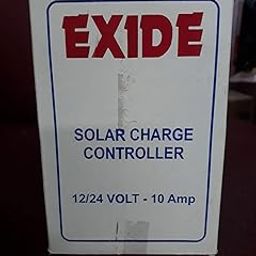 EXIDE
SOLAR CHARGE
CONTROLLER
12/24 VOLT - 10 Amp